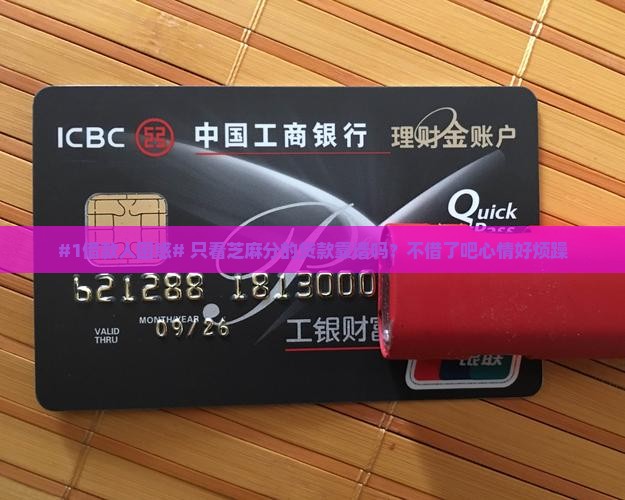 ICBC 中国工商银行 理财金账户
Quick
Pass
只看芝麻分的贷款靠谱吗？不借了吧心情好烦躁
621288 1813000
MONTH/YEAR
VALID THRU 09/26
工银财富
银联